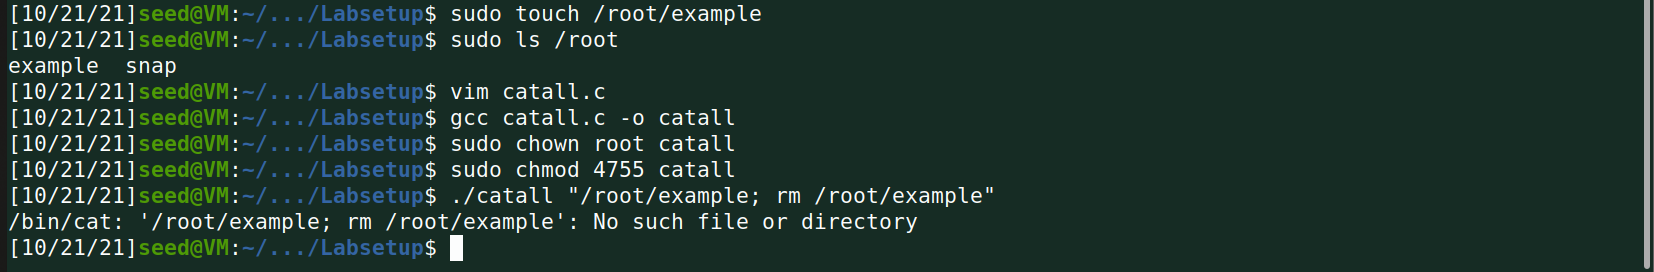 [10/21/21]seed@VM:~/.../Labsetup$ sudo touch /root/example
[10/21/21]seed@VM:~/.../Labsetup$ sudo ls /root
example  snap
[10/21/21]seed@VM:~/.../Labsetup$ vim catall.c
[10/21/21]seed@VM:~/.../Labsetup$ gcc catall.c -o catall
[10/21/21]seed@VM:~/.../Labsetup$ sudo chown root catall
[10/21/21]seed@VM:~/.../Labsetup$ sudo chmod 4755 catall
[10/21/21]seed@VM:~/.../Labsetup$ ./catall "/root/example; rm /root/example"
/bin/cat: '/root/example; rm /root/example': No such file or directory
[10/21/21]seed@VM:~/.../Labsetup$